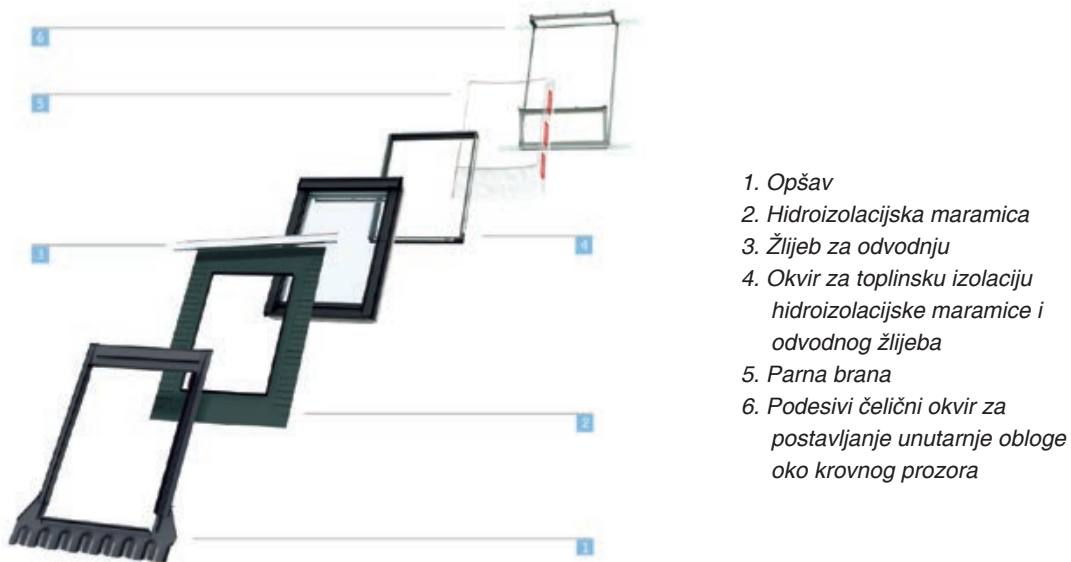 6
5
3
4
2
1
1. Opšav
2. Hidroizolacijska maramica
3. Žlijeb za odvodnju
4. Okvir za toplinsku izolaciju
hidroizolacijske maramice i
odvodnog žlijeba
5. Parna brana
6. Podesivi čelični okvir za
postavljanje unutarnje obloge
oko krovnog prozora